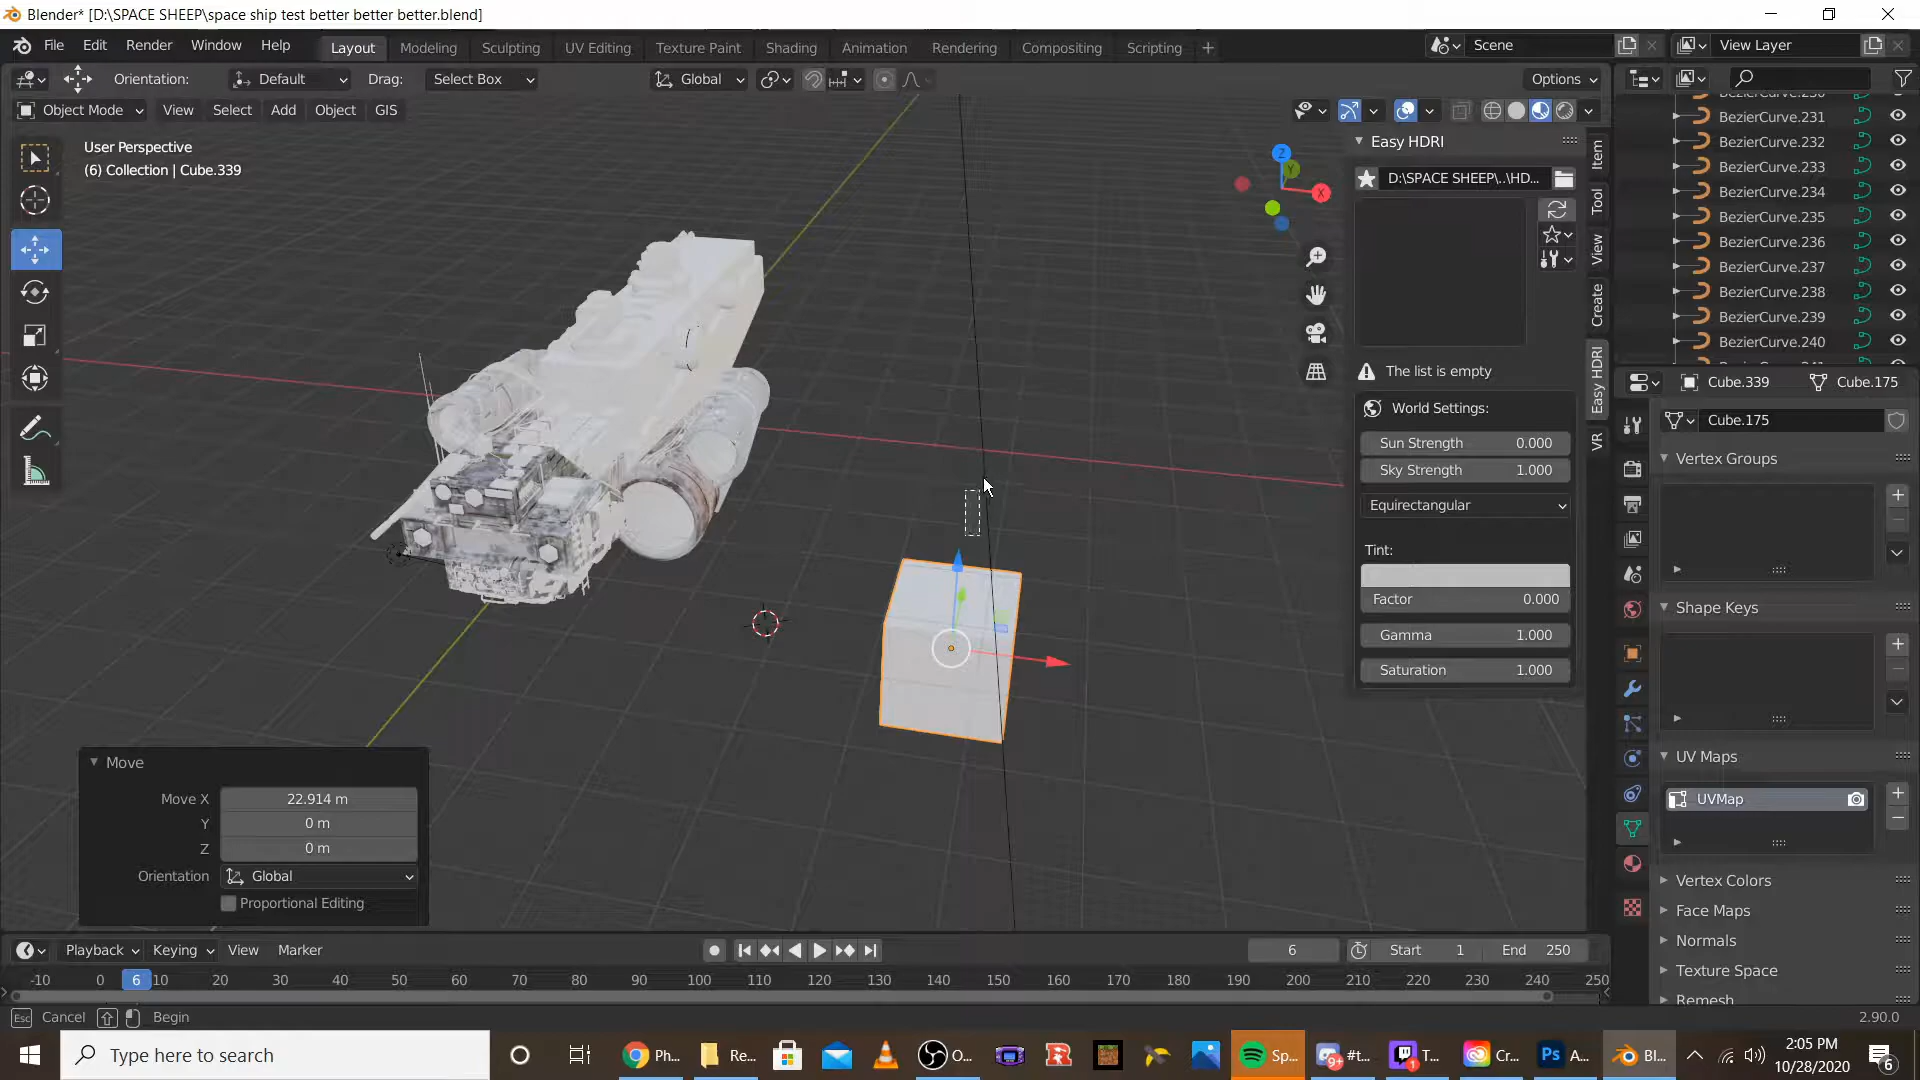 Blender* [D:\SPACE SHEEP\space ship test better better better.blend]
File Edit Render Window Help
Layout Modeling Sculpting UV Editing Texture Paint Shading Animation Rendering Compositing Scripting +
Scene
View Layer
Orientation: Default Drag: Select Box Global Options
Object Mode View Select Add Object GIS
User Perspective
(6) Collection | Cube.339
Z
Y
X
Easy HDRI
D:\SPACE SHEEP\..\HD...
The list is empty
World Settings:
Sun Strength 0.000
Sky Strength 1.000
Equirectangular
Tint:
Factor 0.000
Gamma 1.000
Saturation 1.000
Item
Tool
View
Create
Easy HDRI
VR
BezierCurve.230
BezierCurve.231
BezierCurve.232
BezierCurve.233
BezierCurve.234
BezierCurve.235
BezierCurve.236
BezierCurve.237
BezierCurve.238
BezierCurve.239
BezierCurve.240
Cube.339 Cube.175
Cube.175
Vertex Groups
Shape Keys
UV Maps
UVMap
Vertex Colors
Face Maps
Normals
Texture Space
Remesh
Move
Move X 22.914 m
Y 0 m
Z 0 m
Orientation Global
Proportional Editing
Playback Keying View Marker
6 Start 1 End 250
-10 0 6 10 20 30 40 50 60 70 80 90 100 110 120 130 140 150 160 170 180 190 200 210 220 230 240 250
Esc Cancel Begin
2.90.0
Type here to search
Ph...
Re...
O...
Sp...
9+ #t...
1 T...
Cr...
Ps A...
Bl...
2:05 PM
10/28/2020
6